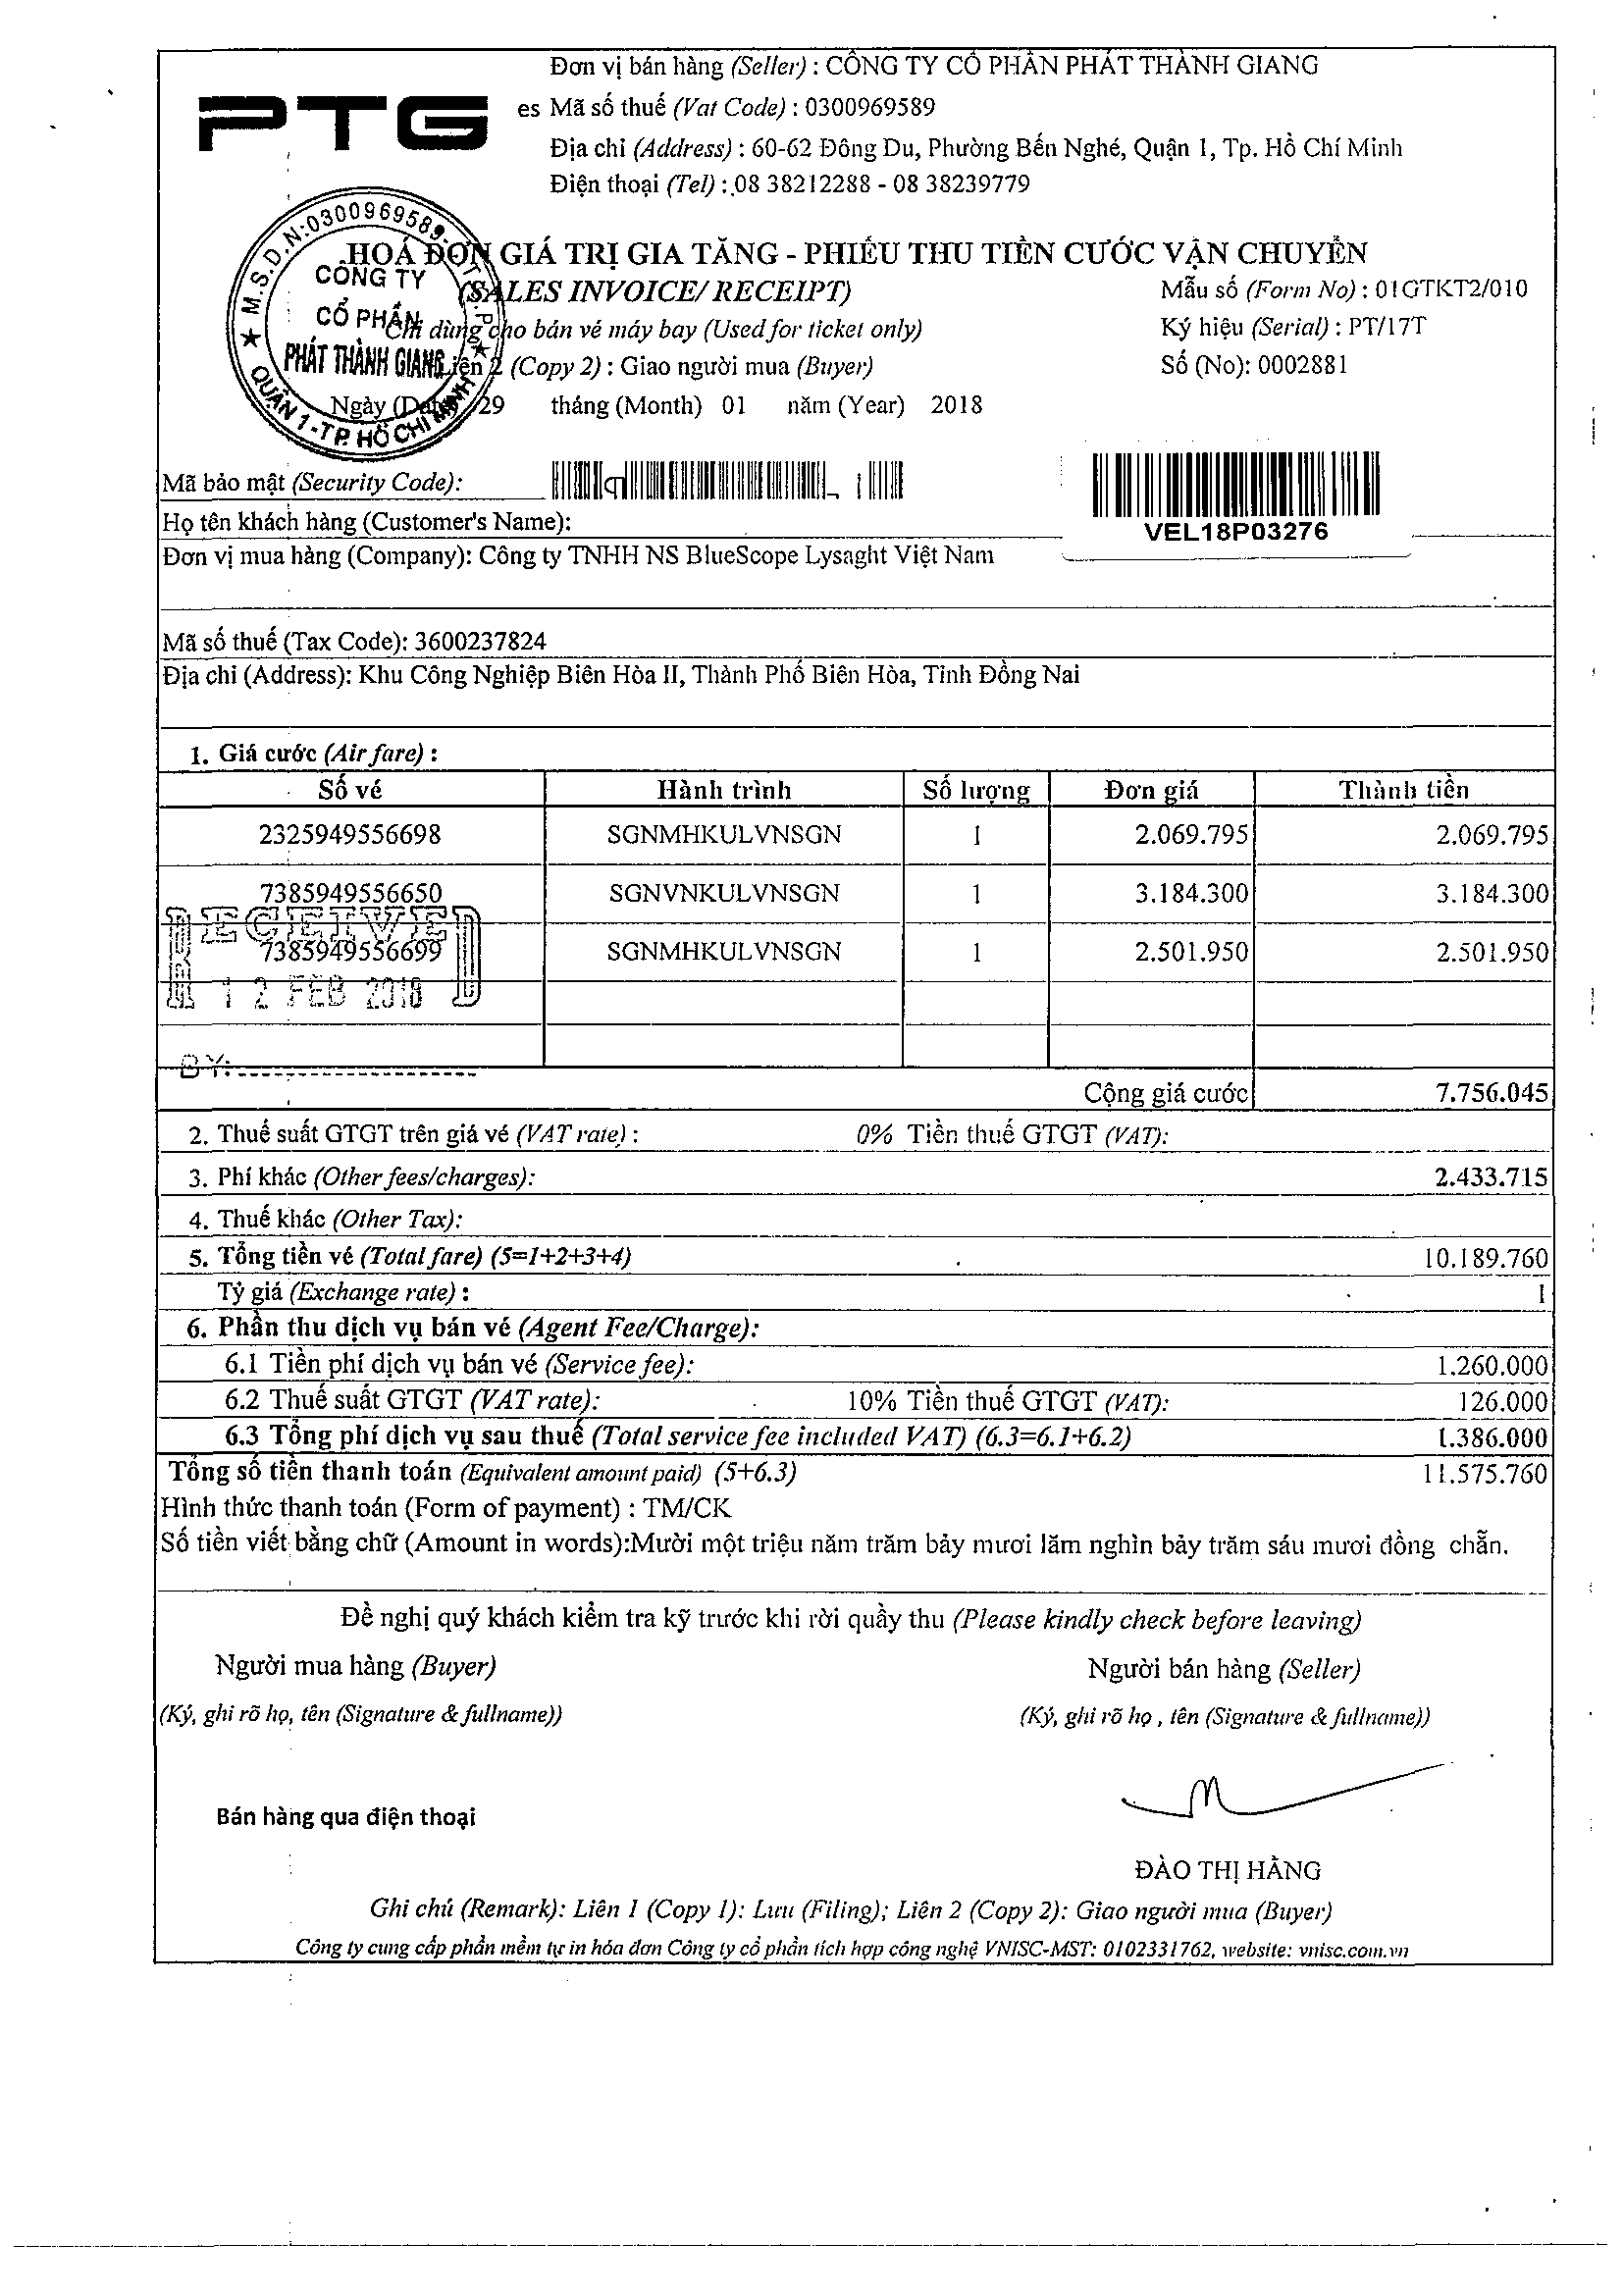 PTG
Đơn vị bán hàng (Seller) : CÔNG TY CỔ PHẦN PHÁT THÀNH GIANG
es Mã số thuế (Vat Code) : 0300969589
Địa chỉ (Address) : 60-62 Đông Du, Phường Bến Nghé, Quận 1, Tp. Hồ Chí Minh
Điện thoại (Tel) : 08 38212288 - 08 38239779
M.S.D.N:0300969589
CÔNG TY
CỔ PHẦN
PHÁT THÀNH GIANG
QUẬN 1-TP. HỒ CHÍ MINH
HOÁ ĐƠN GIÁ TRỊ GIA TĂNG - PHIẾU THU TIỀN CƯỚC VẬN CHUYỂN
(SALES INVOICE/ RECEIPT)
Mẫu số (Form No) : 01GTKT2/010
Chỉ dùng cho bán vé máy bay (Used for ticket only)
Ký hiệu (Serial) : PT/17T
Liên 2 (Copy 2) : Giao người mua (Buyer)
Số (No): 0002881
Ngày (Date) 29 tháng (Month) 01 năm (Year) 2018
Mã bảo mật (Security Code):
VEL18P03276
Họ tên khách hàng (Customer's Name):
Đơn vị mua hàng (Company): Công ty TNHH NS BlueScope Lysaght Việt Nam
Mã số thuế (Tax Code): 3600237824
Địa chỉ (Address): Khu Công Nghiệp Biên Hòa II, Thành Phố Biên Hòa, Tỉnh Đồng Nai
1. Giá cước (Air fare) :
Số vé Hành trình Số lượng Đơn giá Thành tiền
2325949556698 SGNMHKULVNSGN 1 2.069.795 2.069.795
7385949556650 SGNVNKULVNSGN 1 3.184.300 3.184.300
RECEIVED
7385949556699 SGNMHKULVNSGN 1 2.501.950 2.501.950
12 FEB 2018
BY:
Cộng giá cước 7.756.045
2. Thuế suất GTGT trên giá vé (VAT rate) : 0% Tiền thuế GTGT (VAT):
3. Phí khác (Other fees/charges): 2.433.715
4. Thuế khác (Other Tax):
5. Tổng tiền vé (Total fare) (5=1+2+3+4) 10.189.760
Tỷ giá (Exchange rate) : 1
6. Phần thu dịch vụ bán vé (Agent Fee/Charge):
6.1 Tiền phí dịch vụ bán vé (Service fee): 1.260.000
6.2 Thuế suất GTGT (VAT rate): 10% Tiền thuế GTGT (VAT): 126.000
6.3 Tổng phí dịch vụ sau thuế (Total service fee included VAT) (6.3=6.1+6.2) 1.386.000
Tổng số tiền thanh toán (Equivalent amount paid) (5+6.3) 11.575.760
Hình thức thanh toán (Form of payment) : TM/CK
Số tiền viết bằng chữ (Amount in words):Mười một triệu năm trăm bảy mươi lăm nghìn bảy trăm sáu mươi đồng chẵn.
Đề nghị quý khách kiểm tra kỹ trước khi rời quầy thu (Please kindly check before leaving)
Người mua hàng (Buyer) Người bán hàng (Seller)
(Ký, ghi rõ họ, tên (Signature & fullname)) (Ký, ghi rõ họ , tên (Signature & fullname))
Bán hàng qua điện thoại
ĐÀO THỊ HẰNG
Ghi chú (Remark): Liên 1 (Copy 1): Lưu (Filing); Liên 2 (Copy 2): Giao người mua (Buyer)
Công ty cung cấp phần mềm tự in hóa đơn Công ty cổ phần tích hợp công nghệ VNISC-MST: 0102331762, website: vnisc.com.vn